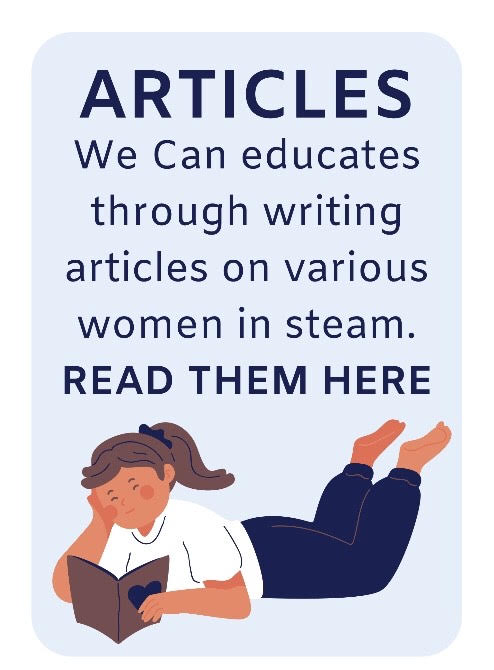 ARTICLES
We Can educates
through writing
articles on various
women in steam.
READ THEM HERE